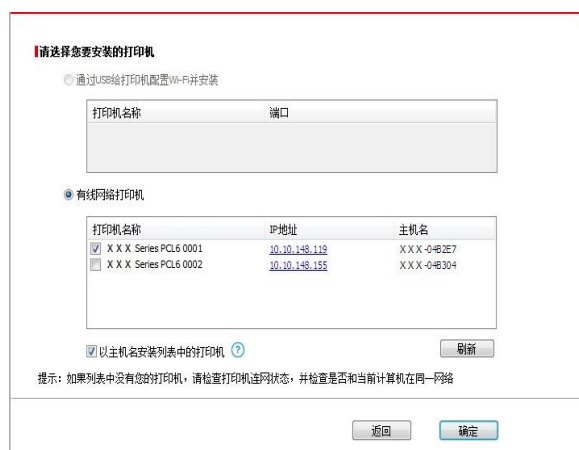 请选择您要安装的打印机
通过USB给打印机配置Wi-Fi并安装
打印机名称 端口
有线网络打印机
打印机名称 IP地址 主机名
X X X Series PCL6 0001 10.10.148.119 X X X -04B2E7
X X X Series PCL6 0002 10.10.148.155 X X X -04B304
以主机名安装列表中的打印机 ? 刷新
提示：如果列表中没有您的打印机，请检查打印机连网状态，并检查是否和当前计算机在同一网络
返回 确定